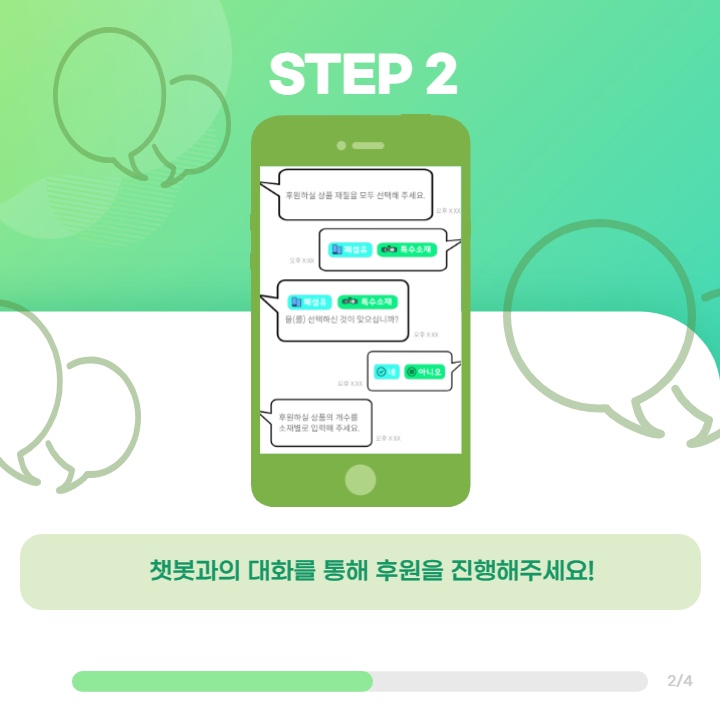 STEP 2
후원하실 상품 재질을 모두 선택해 주세요.
오후 X:XX
폐섬유 특수소재
오후 X:XX
폐섬유 특수소재
을(를) 선택하신 것이 맞으십니까?
오후 X:XX
네 아니오
오후 X:XX
후원하실 상품의 개수를
소재별로 입력해 주세요.
오후 X:XX
챗봇과의 대화를 통해 후원을 진행해주세요!
2/4